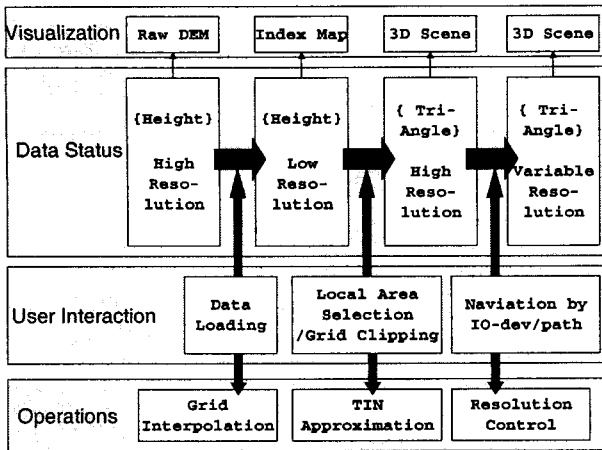 Visualization
Raw DEM
Index Map
3D Scene
3D Scene
Data Status
{Height}
High
Reso-
lution
{Height}
Low
Reso-
lution
{ Tri-
Angle}
High
Reso-
lution
{ Tri-
Angle}
Variable
Reso-
lution
User Interaction
Data
Loading
Local Area
Selection
/Grid Clipping
Naviation by
IO-dev/path
Operations
Grid
Interpolation
TIN
Approximation
Resolution
Control